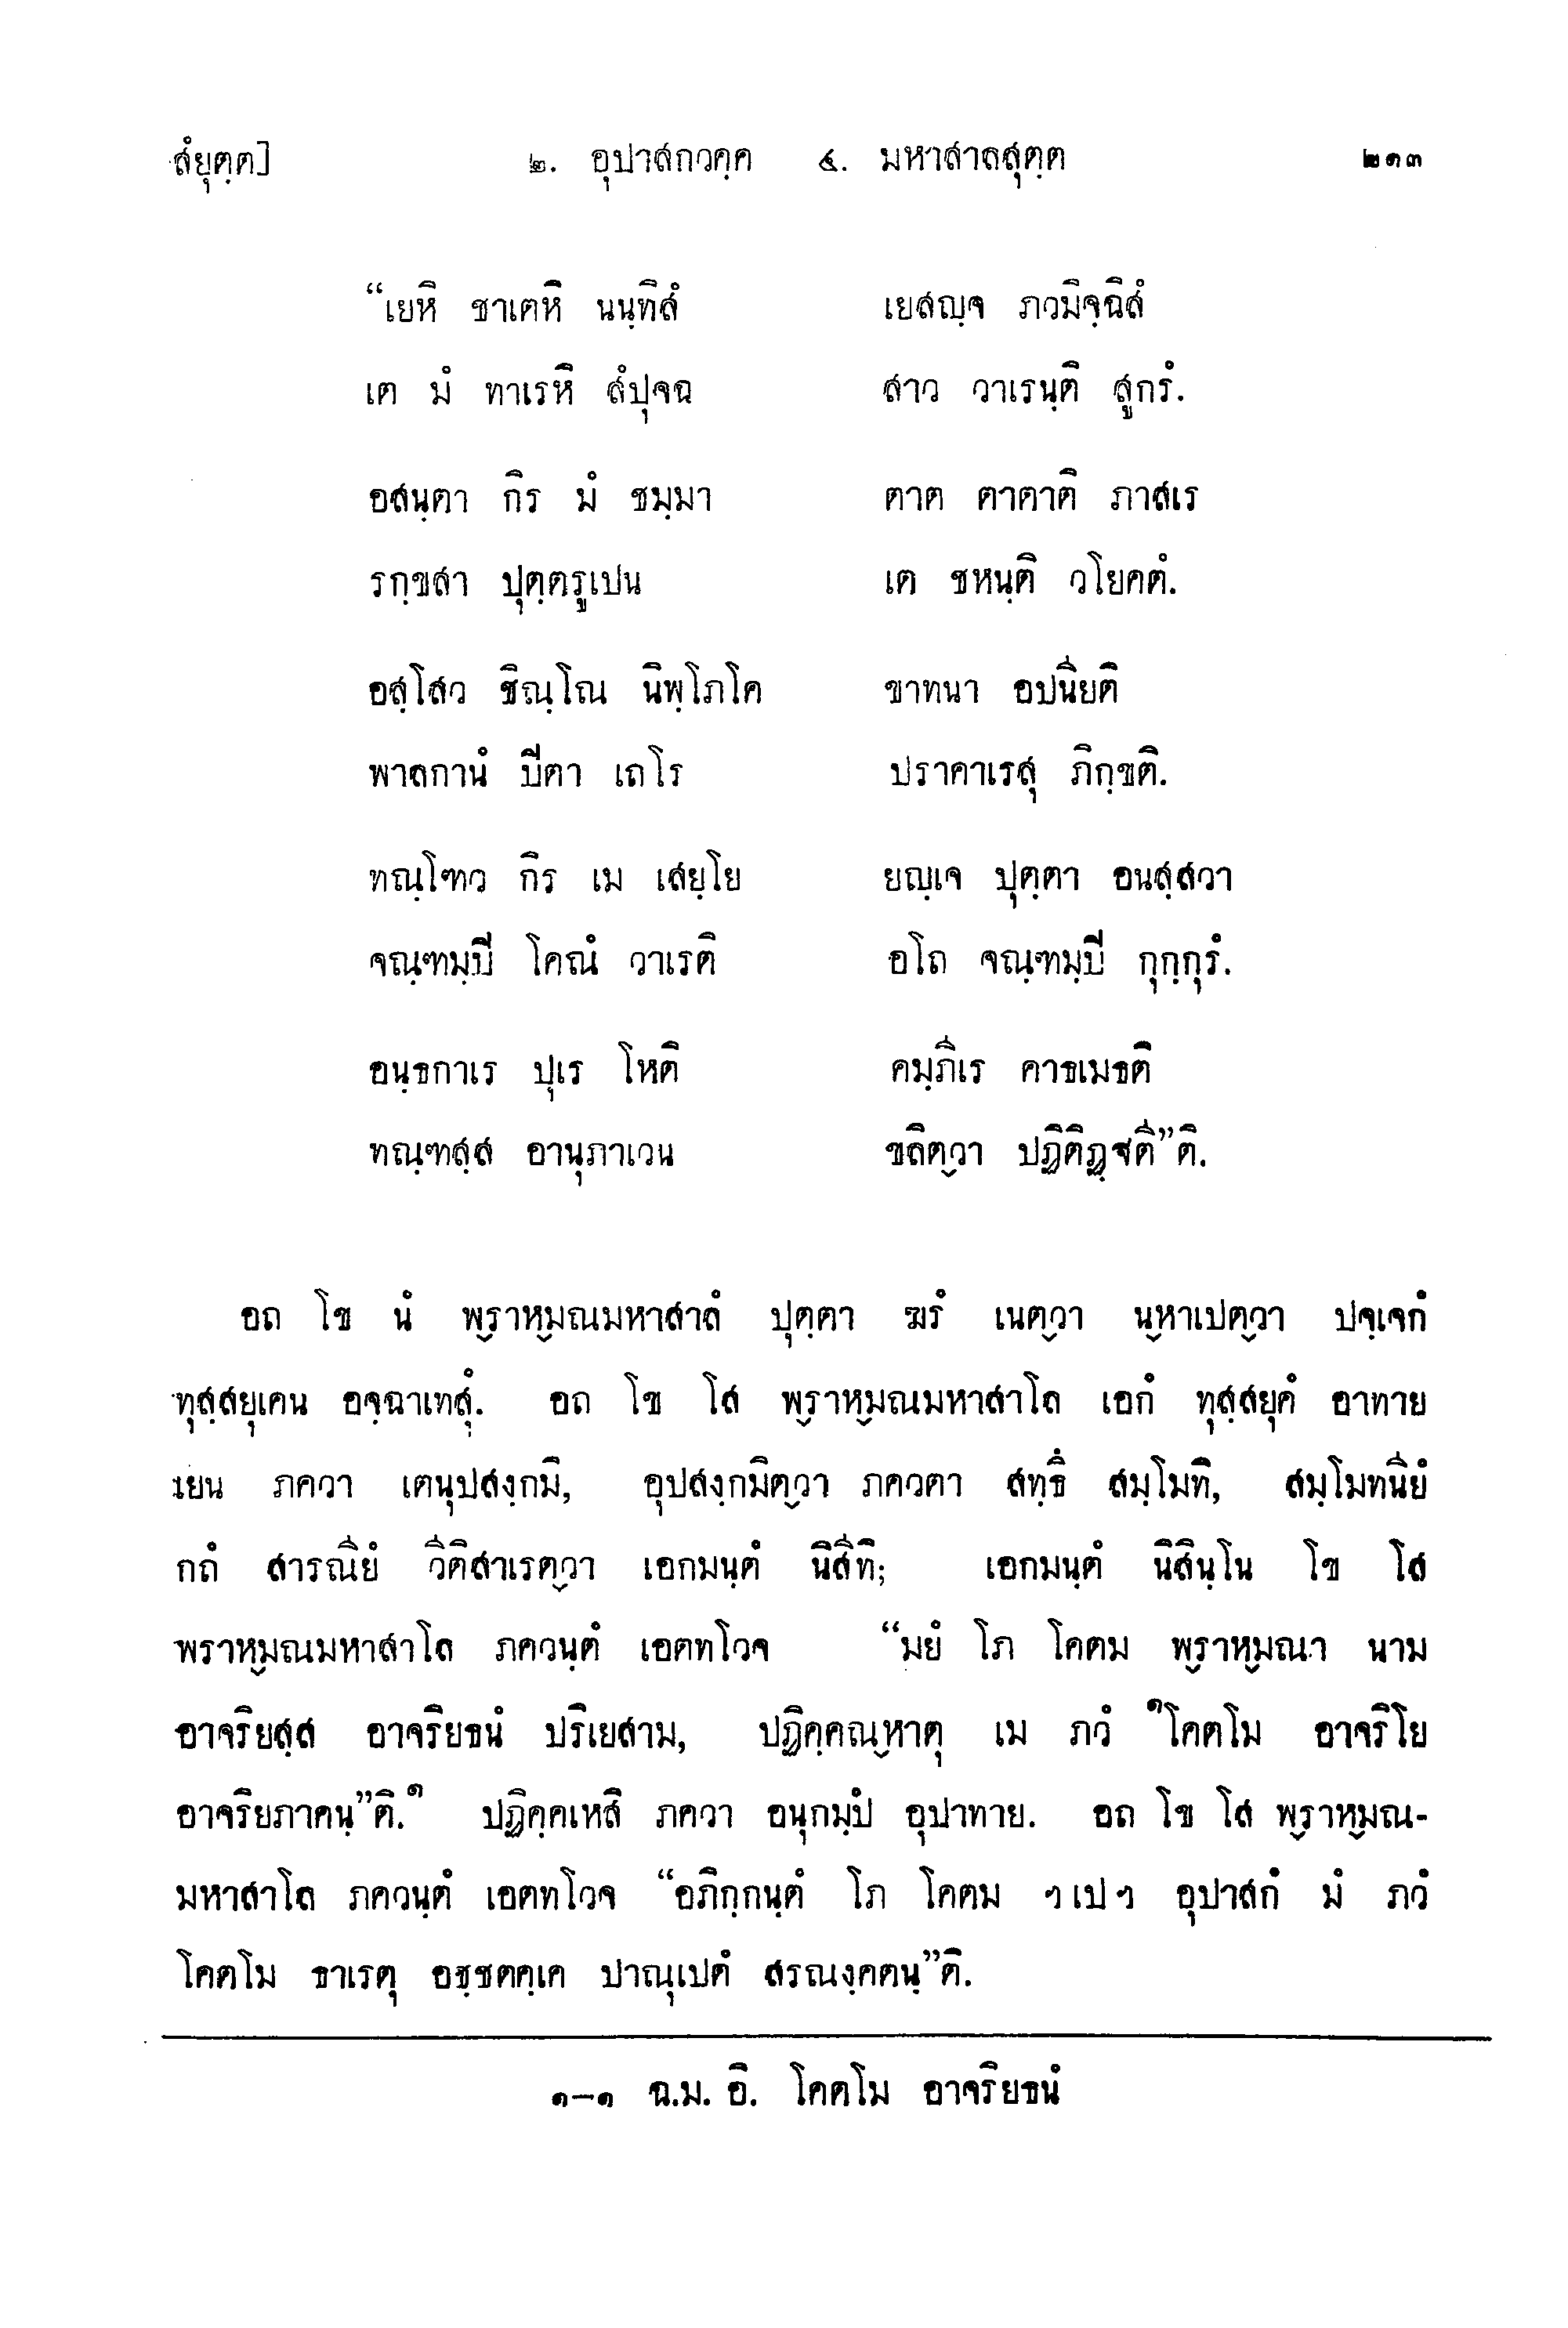 สํยุตฺต]	๒. อุปาสกวคฺค ๔. มหาสาลสุตฺต	๒๑๓
“เยหิ ชาเตหิ นนฺทิสํ	เยสญฺจ ภวมิจฺฉิสํ
เต มํ ทาเรหิ สํปุจฺฉ	สาว วาเรนฺติ สูกรํ.
อสนฺตา กิร มํ ชมฺมา	ตาต ตาตาติ ภาสเร
รกฺขสา ปุตฺตรูเปน	เต ชหนฺติ วโยคตํ.
อสฺโสว ชิณฺโณ นิพฺโภโค	ขาทนา อปนียติ
พาลกานํ ปิตา เถโร	ปราคาเรสุ ภิกฺขติ.
ทณฺโฑว กิร เม เสยฺโย	ยญฺเจ ปุตฺตา อนสฺสวา
จณฺฑมฺปิ โคณํ วาเรติ	อโถ จณฺฑมฺปิ กุกฺกุรํ.
อนฺธกาเร ปุเร โหติ	คมฺภีเร คาธเมธติ
ทณฺฑสฺส อานุภาเวน	ขลิตฺวา ปฏิติฏฺฐตี”ติ.
อถ โข นํ พฺราหฺมณมหาสาลํ ปุตฺตา ฆรํ เนตฺวา นฺหาเปตฺวา ปจฺเจกํ
ทุสฺสยุเคน อจฺฉาเทสุํ. อถ โข โส พฺราหฺมณมหาสาโล เอกํ ทุสฺสยุคํ อาทาย
เยน ภควา เตนุปสงฺกมิ, อุปสงฺกมิตฺวา ภควตา สทฺธึ สมฺโมทิ, สมฺโมทนียํ
กถํ สารณียํ วีติสาเรตฺวา เอกมนฺตํ นิสีทิ; เอกมนฺตํ นิสินฺโน โข โส
พราหฺมณมหาสาโล ภควนฺตํ เอตทโวจ “มยํ โภ โคตม พฺราหฺมณา นาม
อาจริยสฺส อาจริยธนํ ปริเยสาม, ปฏิคฺคณฺหาตุ เม ภวํ ๑โคตโม อาจริโย
อาจริยภาคนฺ”ติ.๑ ปฏิคฺคเหสิ ภควา อนุกมฺปํ อุปาทาย. อถ โข โส พฺราหฺมณ-
มหาสาโล ภควนฺตํ เอตทโวจ “อภิกฺกนฺตํ โภ โคตม ฯเปฯ อุปาสกํ มํ ภวํ
โคตโม ธาเรตุ อชฺชตคฺเค ปาณุเปตํ สรณงฺคตนฺ”ติ.
๑-๑ ฉ.ม. อิ. โคตโม อาจริยธนํ